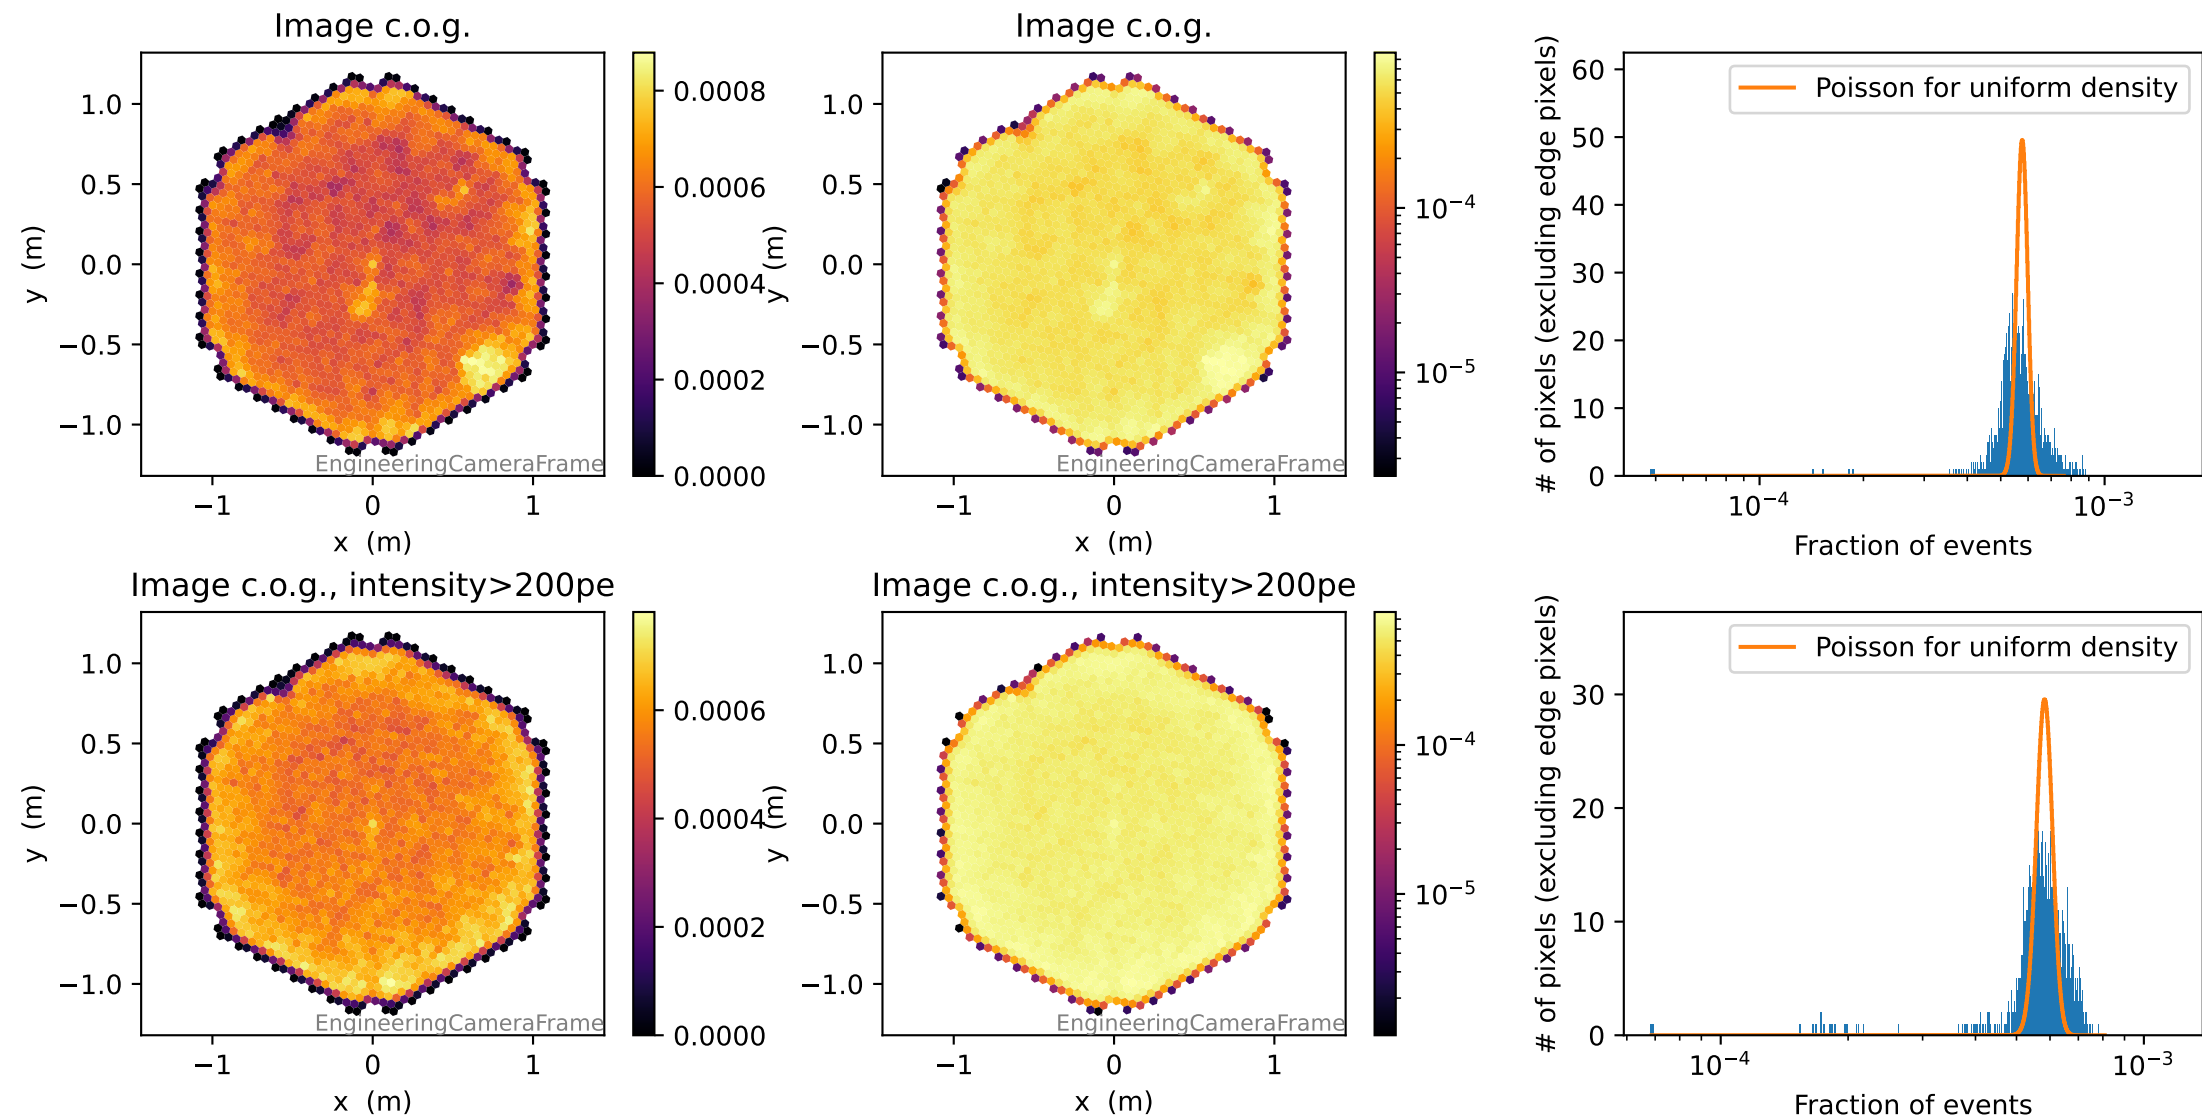 Image c.o.g.
1.0
0.5
0.0
−0.5
−1.0
y (m)
−1
0
1
x (m)
EngineeringCameraFrame
0.0008
0.0006
0.0004
0.0002
0.0000
Image c.o.g.
1.0
0.5
0.0
−0.5
−1.0
y (m)
−1
0
1
x (m)
EngineeringCameraFrame
10⁻⁴
10⁻⁵
# of pixels (excluding edge pixels)
60
50
40
30
20
10
0
Poisson for uniform density
10⁻⁴
10⁻³
Fraction of events
Image c.o.g., intensity>200pe
1.0
0.5
0.0
−0.5
−1.0
y (m)
−1
0
1
x (m)
EngineeringCameraFrame
0.0006
0.0004
0.0002
0.0000
Image c.o.g., intensity>200pe
1.0
0.5
0.0
−0.5
−1.0
y (m)
−1
0
1
x (m)
EngineeringCameraFrame
10⁻⁴
10⁻⁵
# of pixels (excluding edge pixels)
30
20
10
0
Poisson for uniform density
10⁻⁴
10⁻³
Fraction of events